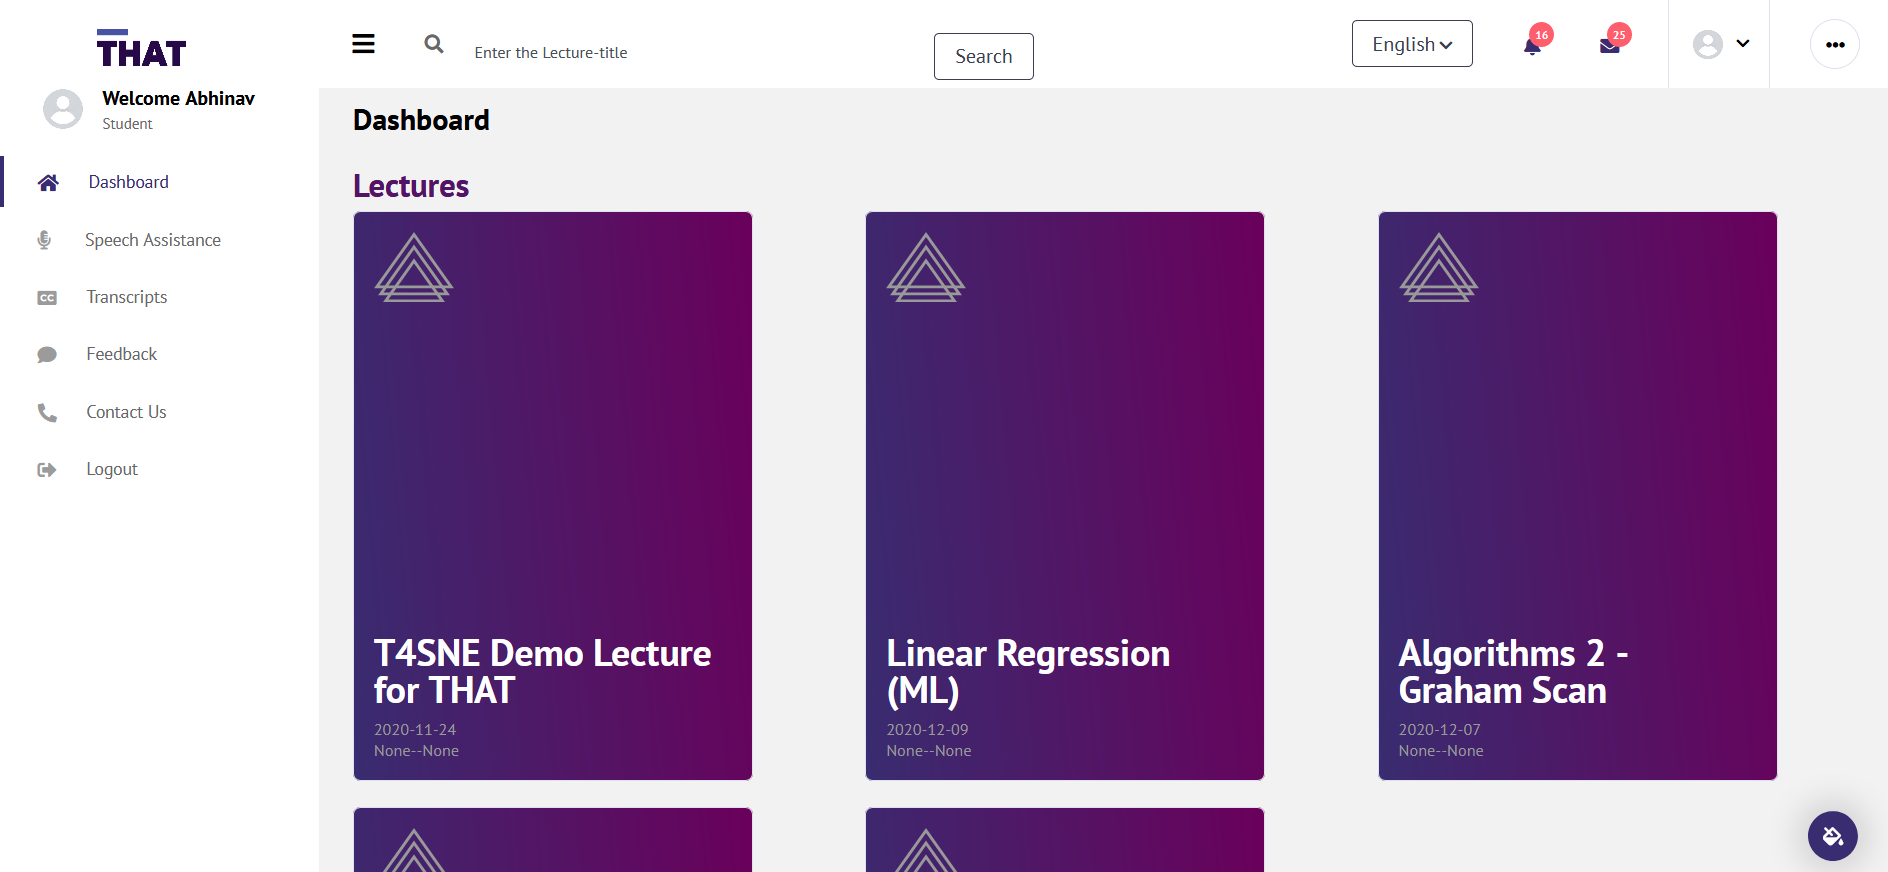 THAT
Welcome Abhinav
Student
Dashboard
Speech Assistance
CC
Transcripts
Feedback
Contact Us
Logout
Enter the Lecture-title
Search
English
16
25
Dashboard
Lectures
T4SNE Demo Lecture
for THAT
2020-11-24
None--None
Linear Regression
(ML)
2020-12-09
None--None
Algorithms 2 -
Graham Scan
2020-12-07
None--None